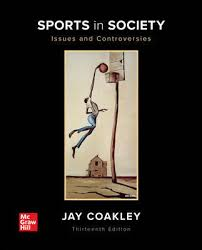 SPORTS in SOCIETY
Issues and Controversies
Mc
Graw
Hill
JAY COAKLEY
Thirteenth Edition